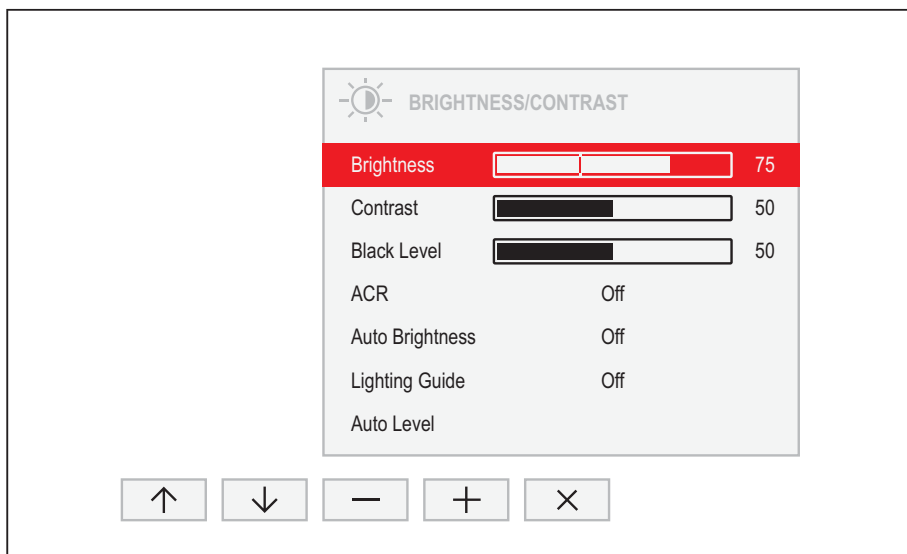 BRIGHTNESS/CONTRAST
Brightness 75
Contrast 50
Black Level 50
ACR Off
Auto Brightness Off
Lighting Guide Off
Auto Level